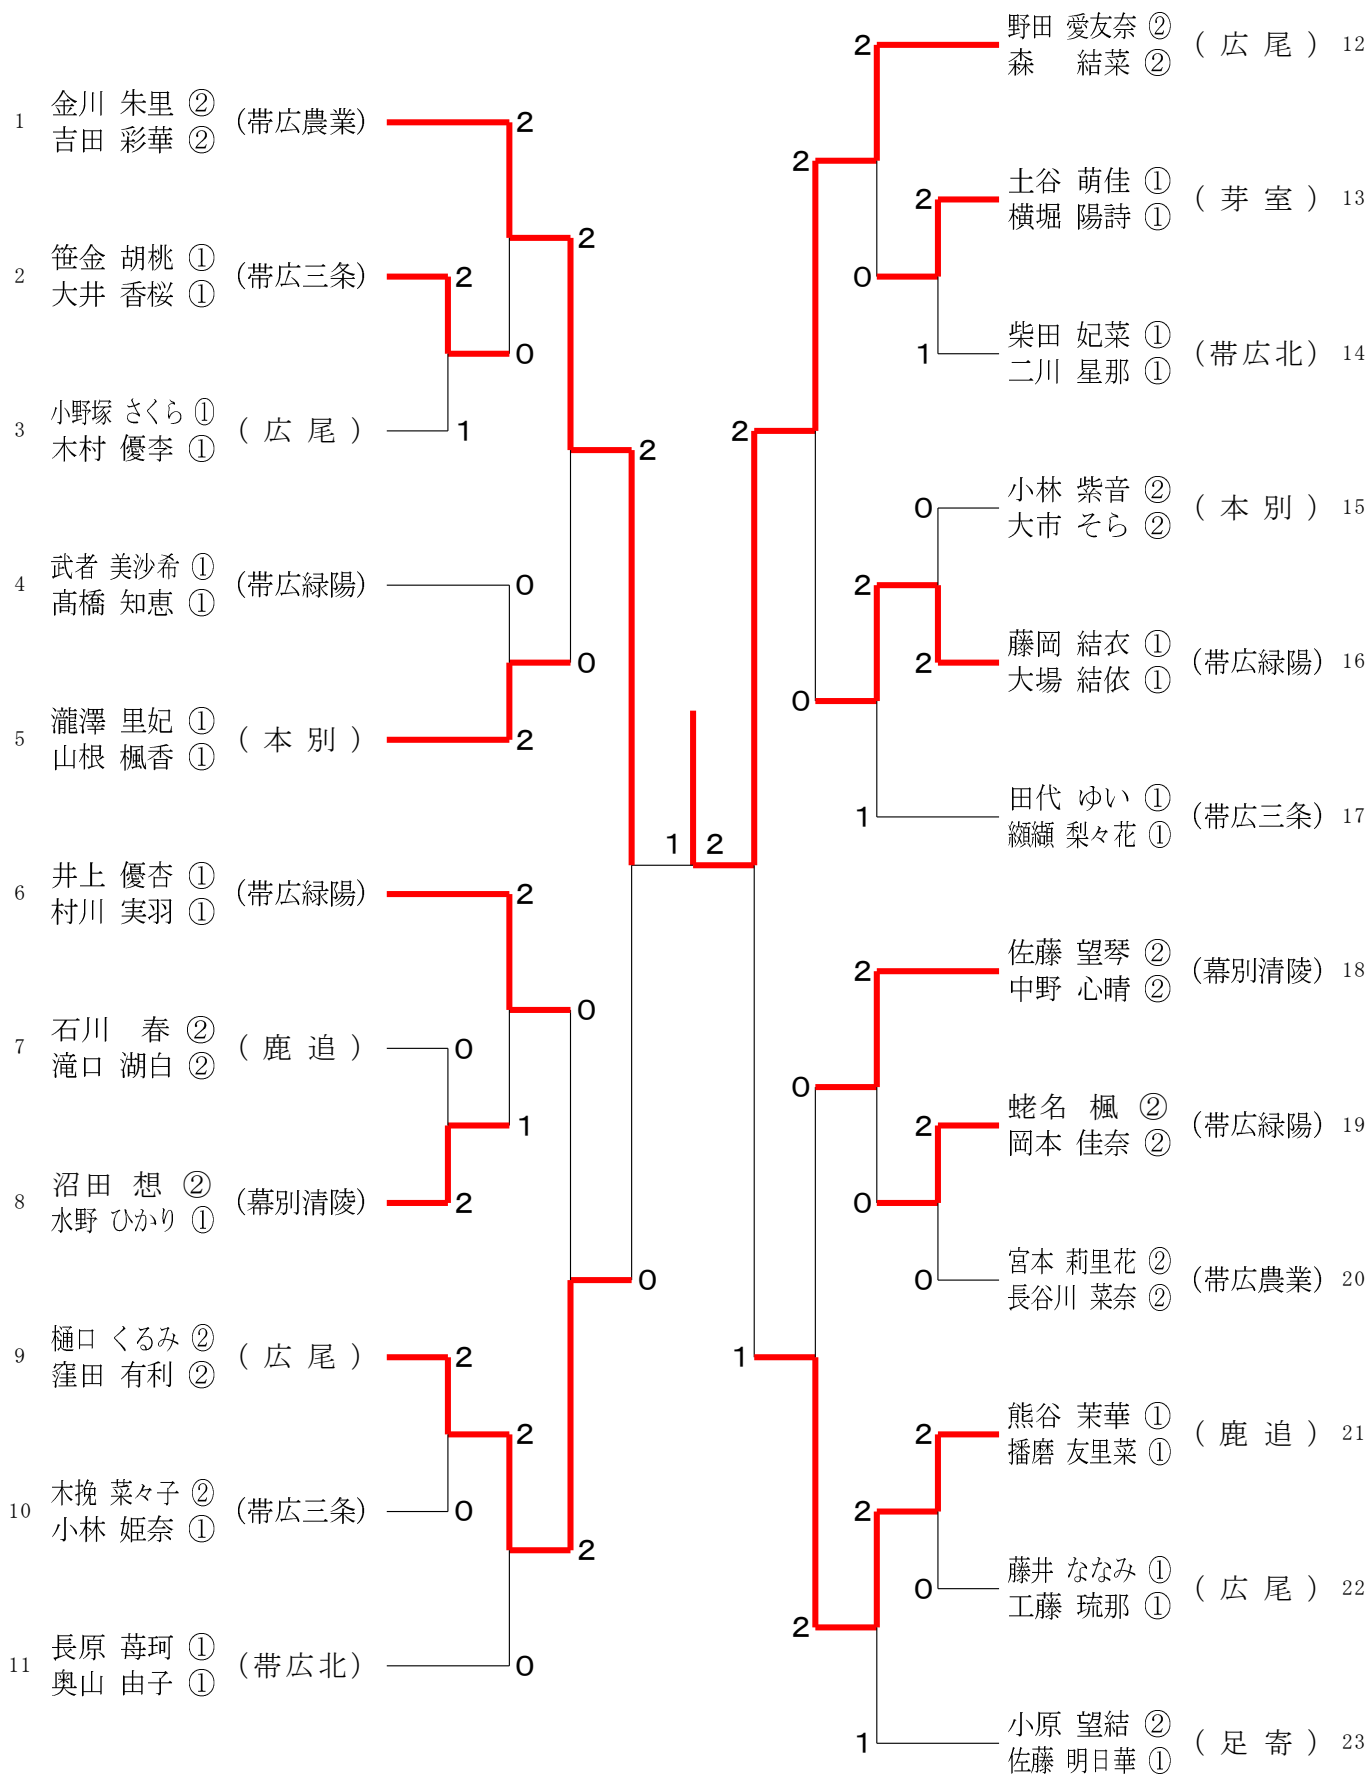 1 金川 朱里 ② (帯広農業) 2
吉田 彩華 ②
2
2 笹金 胡桃 ① (帯広三条) 2
大井 香桜 ①
0
3 小野塚 さくら ① ( 広 尾 ) 1
木村 優李 ①
2
4 武者 美沙希 ① (帯広緑陽) 0
髙橋 知恵 ①
0
5 瀧澤 里妃 ① ( 本 別 ) 2
山根 楓香 ①
1
6 井上 優杏 ① (帯広緑陽) 2
村川 実羽 ①
0
7 石川 春 ② ( 鹿 追 ) 0
滝口 湖白 ②
1
8 沼田 想 ② (幕別清陵) 2
水野 ひかり ①
0
9 樋口 くるみ ② ( 広 尾 ) 2
窪田 有利 ②
2
10 木挽 菜々子 ② (帯広三条) 0
小林 姫奈 ①
2
11 長原 苺珂 ① (帯広北) 0
奥山 由子 ①
2 野田 愛友奈 ② ( 広 尾 ) 12
森 結菜 ②
2
2 土谷 萌佳 ① ( 芽 室 ) 13
横堀 陽詩 ①
0
1 柴田 妃菜 ① (帯広北) 14
二川 星那 ①
2
0 小林 紫音 ② ( 本 別 ) 15
大市 そら ②
2
2 藤岡 結衣 ① (帯広緑陽) 16
大場 結依 ①
0
1 田代 ゆい ① (帯広三条) 17
纐纈 梨々花 ①
2
2 佐藤 望琴 ② (幕別清陵) 18
中野 心晴 ②
0
2 蛯名 楓 ② (帯広緑陽) 19
岡本 佳奈 ②
0
0 宮本 莉里花 ② (帯広農業) 20
長谷川 菜奈 ②
1
2 熊谷 茉華 ① ( 鹿 追 ) 21
播磨 友里菜 ①
2
0 藤井 ななみ ① ( 広 尾 ) 22
工藤 琉那 ①
2
1 小原 望結 ② ( 足 寄 ) 23
佐藤 明日華 ①